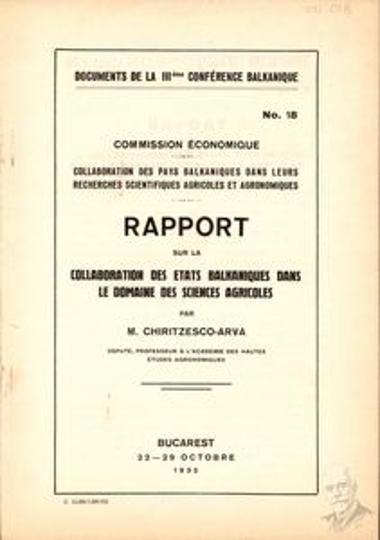 DOCUMENTS DE LA IIIème CONFÉRENCE BALKANIQUE
No. 18
COMMISSION ÉCONOMIQUE
COLLABORATION DES PAYS BALKANIQUES DANS LEURS
RECHERCHES SCIENTIFIQUES AGRICOLES ET AGRONOMIQUES
RAPPORT
SUR LA
COLLABORATION DES ETATS BALKANIQUES DANS
LE DOMAINE DES SCIENCES AGRICOLES
PAR
M. CHIRITZESCO-ARVA
DÉPUTÉ, PROFESSEUR À L'ACADEMIE DES HAUTES
ETUDES AGRONOMIQUES
BUCAREST
22—29 OCTOBRE
1932